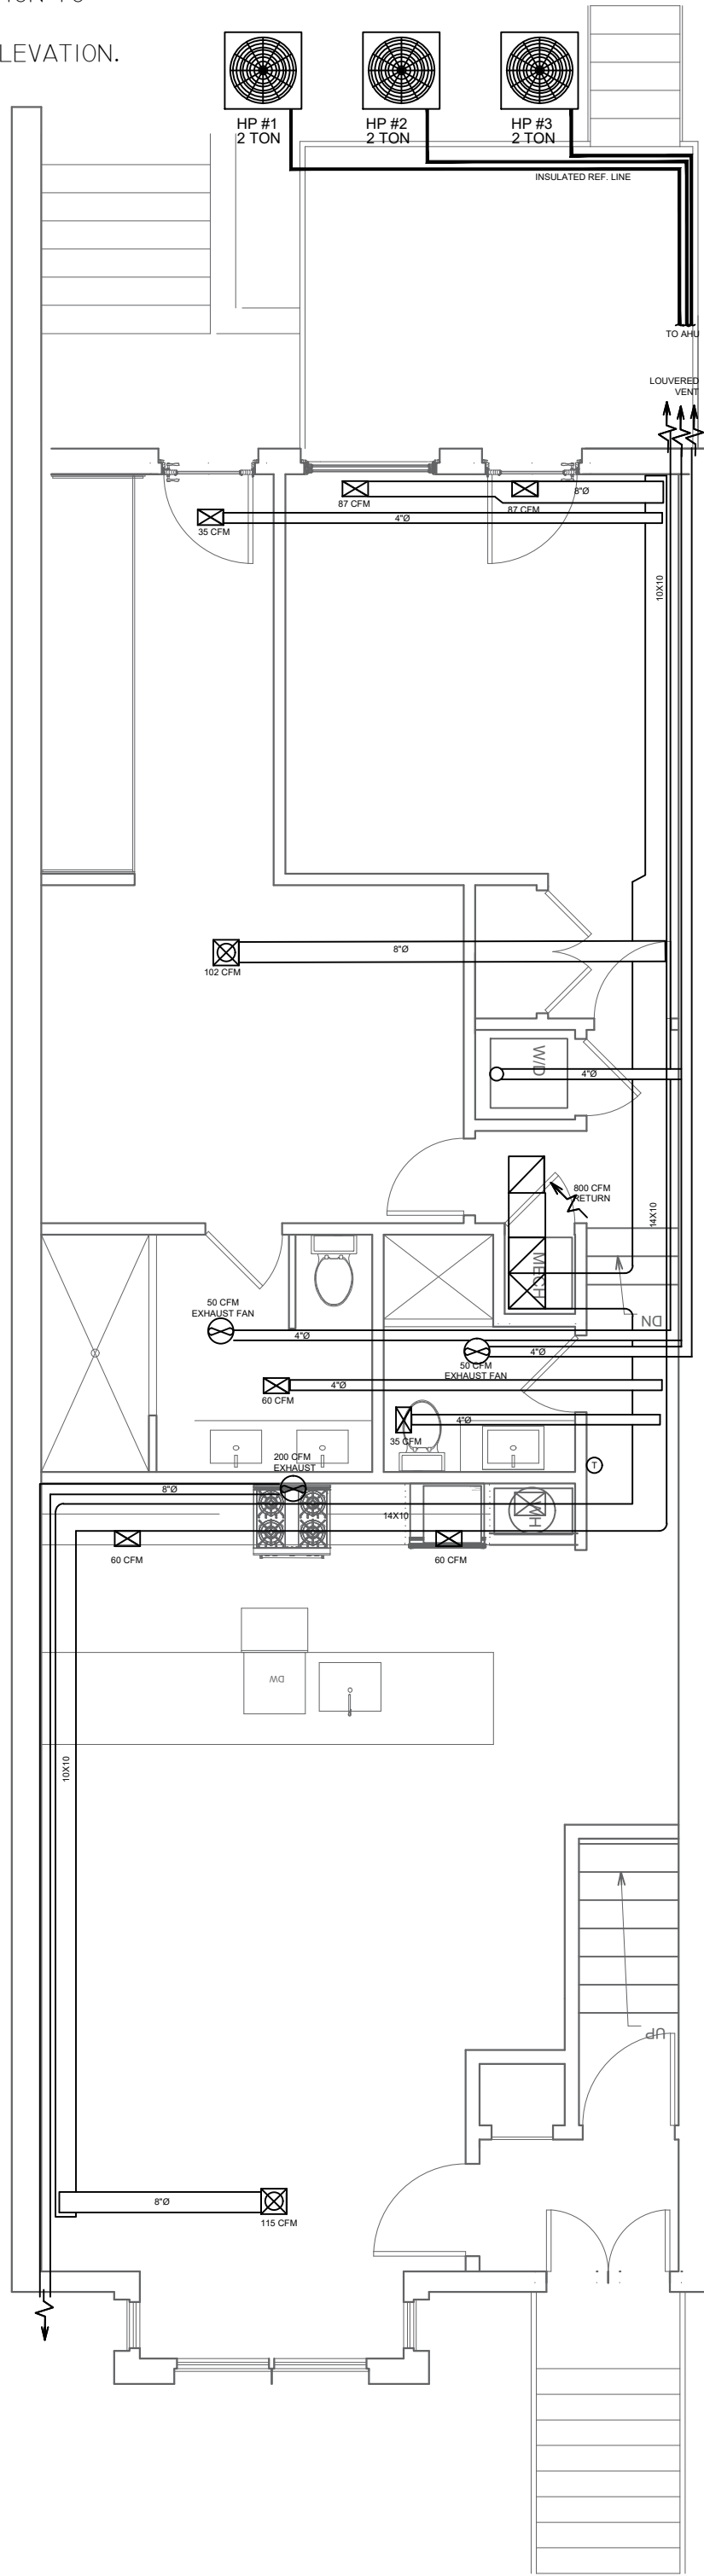 LEVATION.
HP #1
2 TON
HP #2
2 TON
HP #3
2 TON
INSULATED REF. LINE
TO AHU
LOUVERED
VENT
87 CFM
87 CFM
8"Ø
35 CFM
4"Ø
10X10
102 CFM
8"Ø
W/D
4"Ø
800 CFM
RETURN
14X10
MECH
DN
50 CFM
EXHAUST FAN
4"Ø
50 CFM
EXHAUST FAN
4"Ø
60 CFM
4"Ø
35 CFM
4"Ø
T
200 CFM
EXHAUST
8"Ø
14X10
WH
60 CFM
60 CFM
DW
10X10
UP
8"Ø
115 CFM